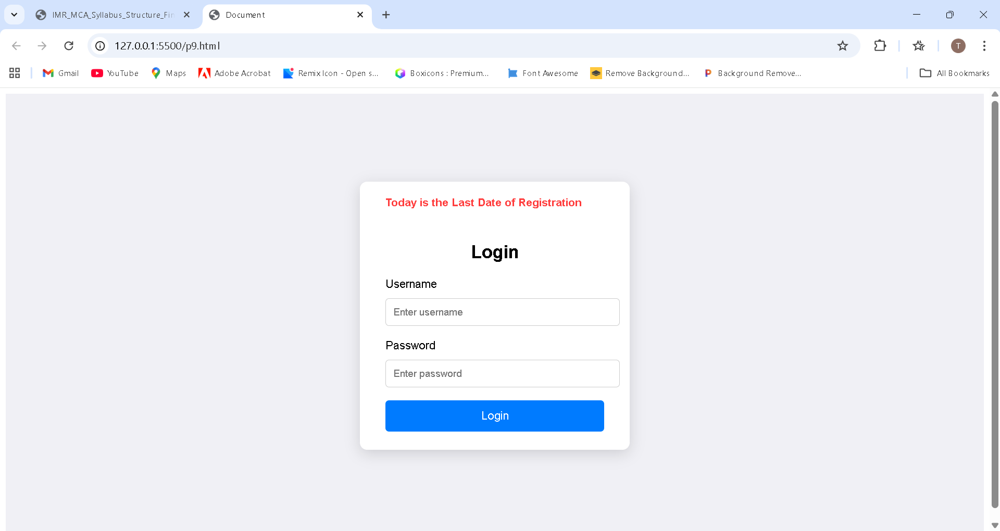 IMR_MCA_Syllabus_Structure_Fin
Document
127.0.0.1:5500/p9.html
T
Gmail
YouTube
Maps
Adobe Acrobat
Remix Icon - Open s...
Boxicons : Premium...
Font Awesome
Remove Background...
Background Remove...
All Bookmarks
Today is the Last Date of Registration
Login
Username
Enter username
Password
Enter password
Login